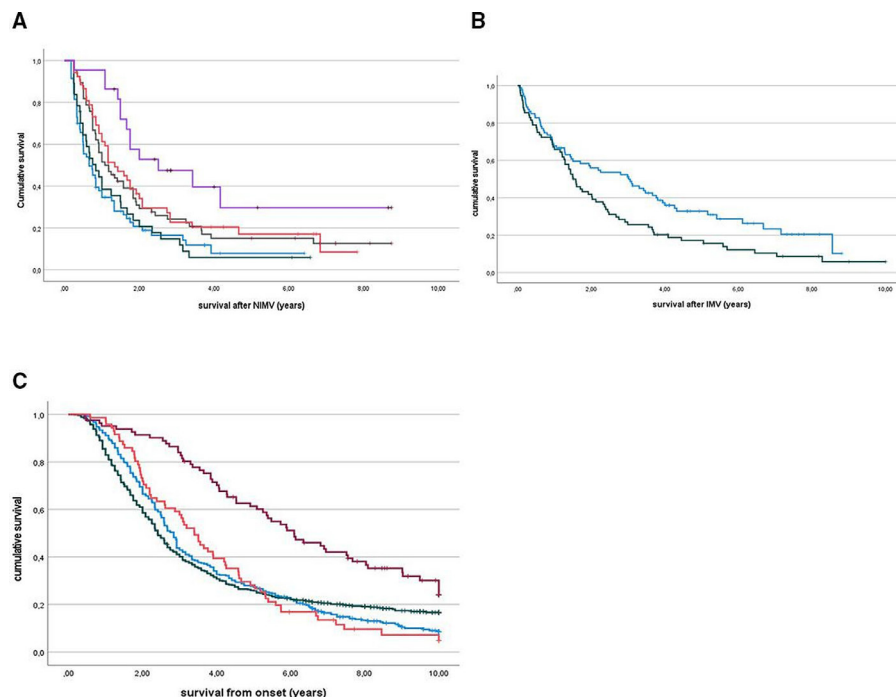 A
Cumulative survival
1,0
0,8
0,6
0,4
0,2
0,0
,00 2,00 4,00 6,00 8,00 10,00
survival after NIMV (years)
B
cumulative survival
1,0
0,8
0,6
0,4
0,2
0,0
,00 2,00 4,00 6,00 8,00 10,00
survival after IMV (years)
C
cumulative survival
1,0
0,8
0,6
0,4
0,2
0,0
,00 2,00 4,00 6,00 8,00 10,00
survival from onset (years)